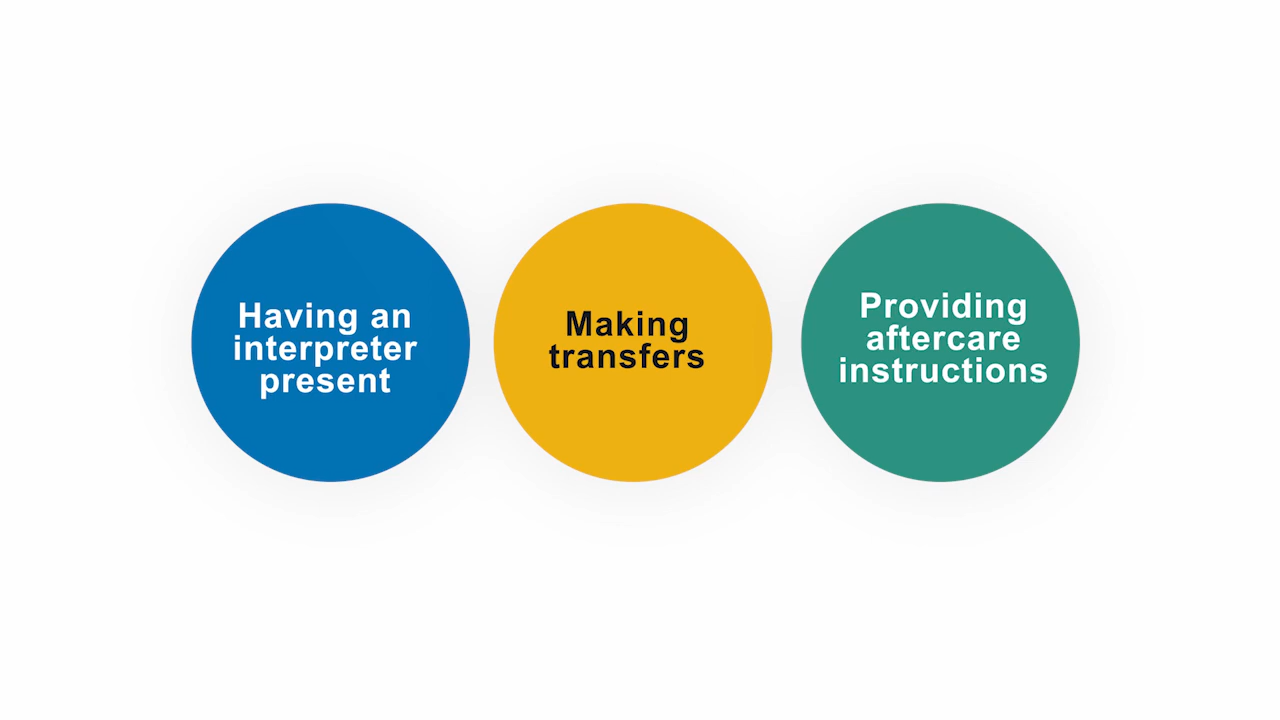 Having an
interpreter
present
Making
transfers
Providing
aftercare
instructions